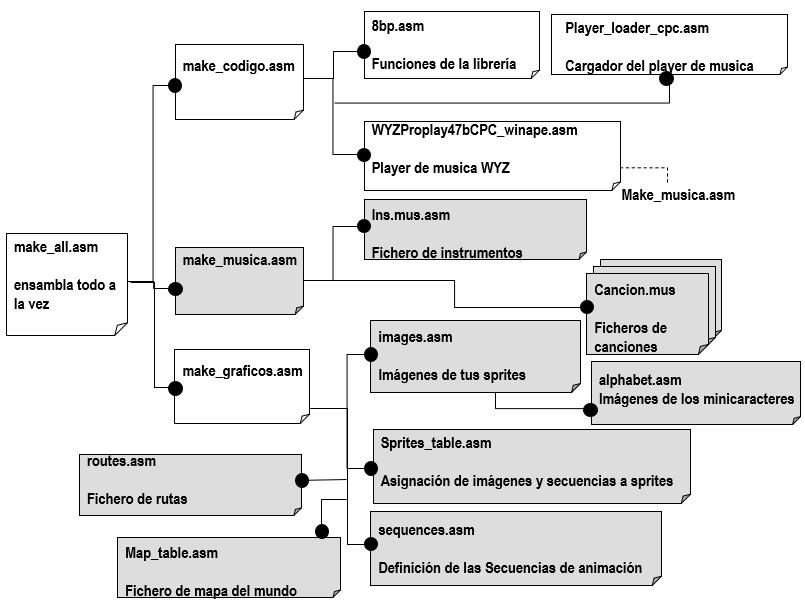 8bp.asm
Funciones de la librería
Player_loader_cpc.asm
Cargador del player de musica
make_codigo.asm
WYZProplay47bCPC_winape.asm
Player de musica WYZ
Make_musica.asm
Ins.mus.asm
Fichero de instrumentos
make_all.asm
ensambla todo a
la vez
make_musica.asm
Cancion.mus
Ficheros de
canciones
images.asm
Imágenes de tus sprites
make_graficos.asm
alphabet.asm
Imágenes de los minicaracteres
Sprites_table.asm
Asignación de imágenes y secuencias a sprites
routes.asm
Fichero de rutas
sequences.asm
Definición de las Secuencias de animación
Map_table.asm
Fichero de mapa del mundo